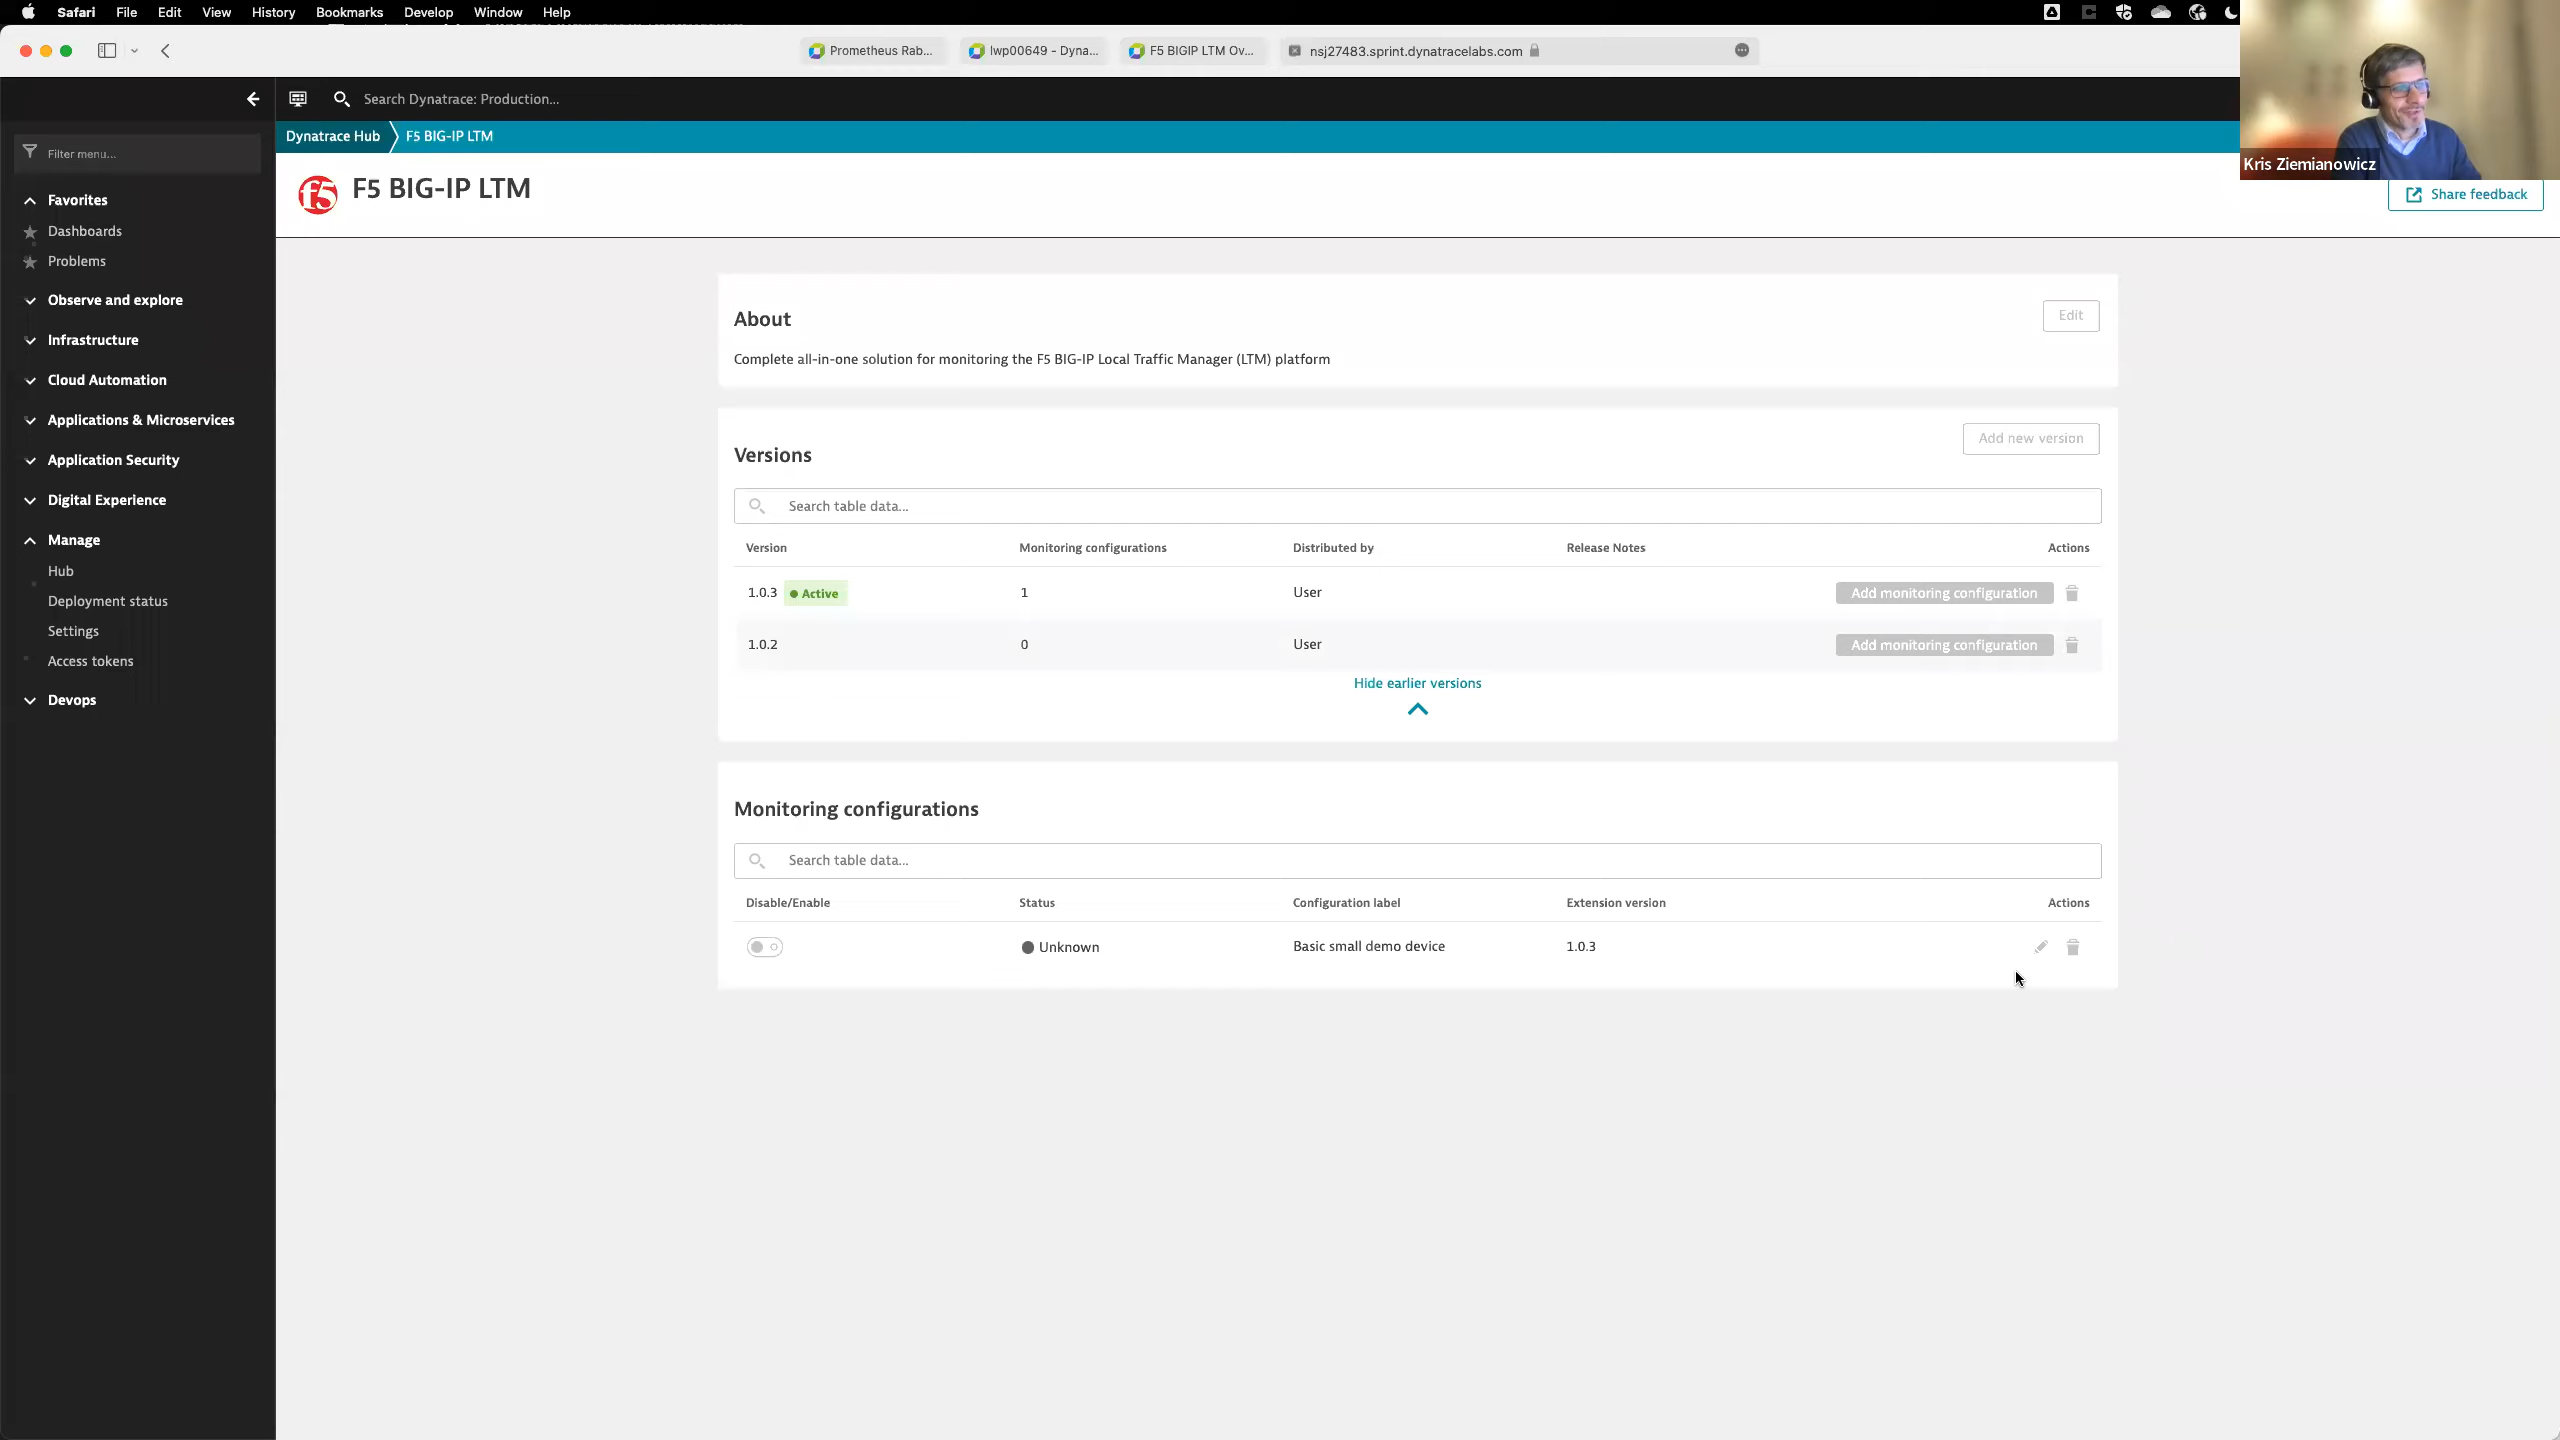 Safari File Edit View History Bookmarks Develop Window Help
Prometheus Rab...
lwp00649 - Dyna...
F5 BIGIP LTM Ov...
nsj27483.sprint.dynatracelabs.com
Search Dynatrace: Production...
Dynatrace Hub
F5 BIG-IP LTM
f5
F5 BIG-IP LTM
Kris Ziemianowicz
Share feedback
Filter menu...
Favorites
Dashboards
Problems
Observe and explore
Infrastructure
Cloud Automation
Applications & Microservices
Application Security
Digital Experience
Manage
Hub
Deployment status
Settings
Access tokens
Devops
About
Edit
Complete all-in-one solution for monitoring the F5 BIG-IP Local Traffic Manager (LTM) platform
Versions
Add new version
Search table data...
Version Monitoring configurations Distributed by Release Notes Actions
1.0.3 Active 1 User Add monitoring configuration
1.0.2 0 User Add monitoring configuration
Hide earlier versions
Monitoring configurations
Search table data...
Disable/Enable Status Configuration label Extension version Actions
Unknown Basic small demo device 1.0.3